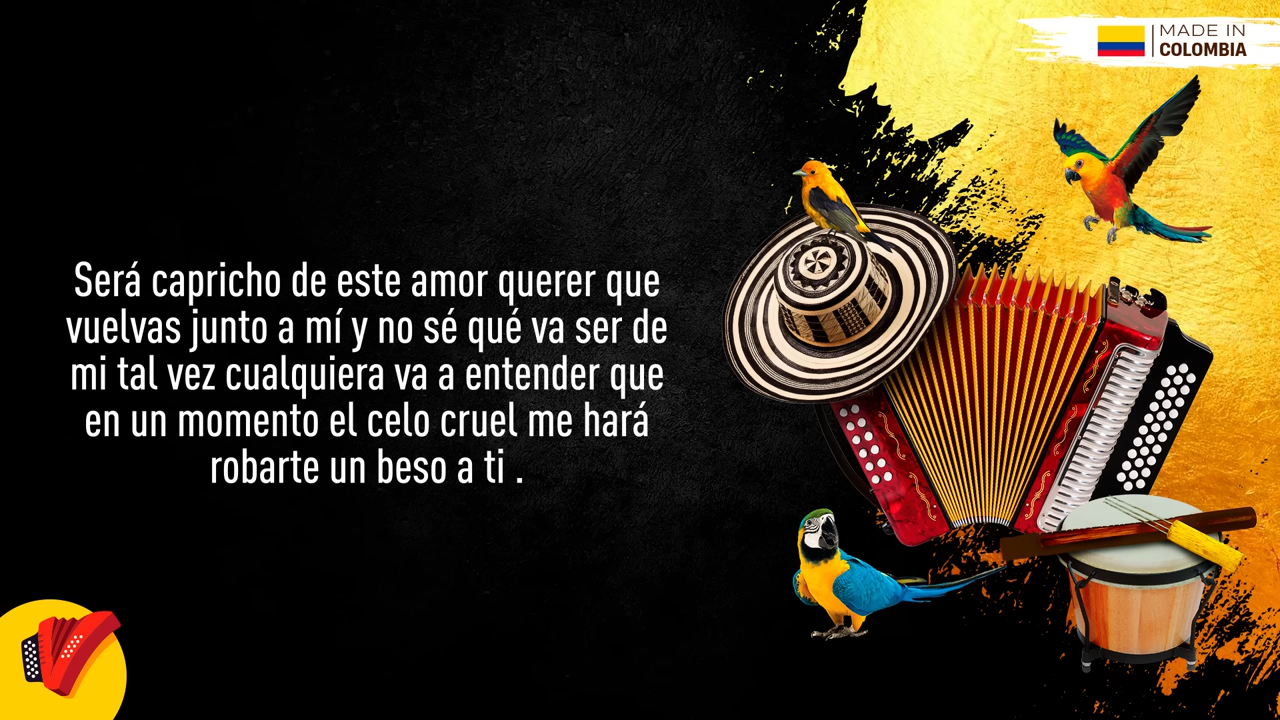 MADE IN
COLOMBIA
Será capricho de este amor querer que
vuelvas junto a mí y no sé qué va ser de
mi tal vez cualquiera va a entender que
en un momento el celo cruel me hará
robarte un beso a ti .